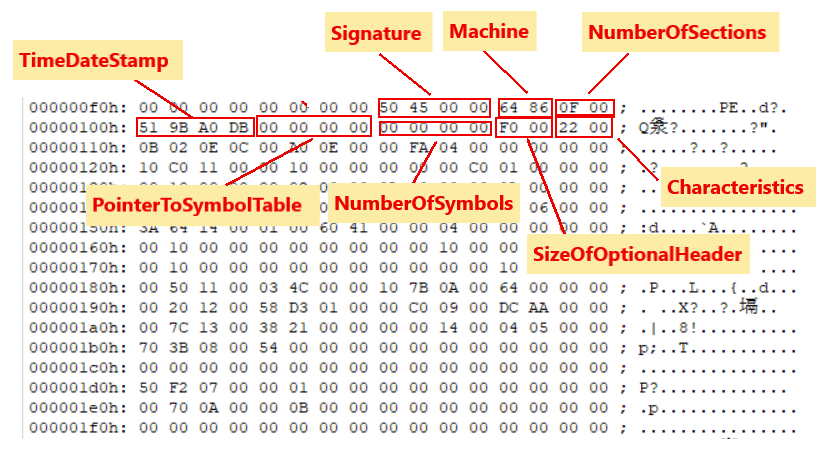 Signature
Machine
NumberOfSections
TimeDateStamp
000000f0h: 00 00 00 00 00 00 00 00 50 45 00 00 64 86 0F 00 ; ........PE..d?.
00000100h: 51 9B A0 DB 00 00 00 00 00 00 00 00 F0 00 22 00 ; Q ?.......?".
00000110h: 0B 02 0E 0C 00 A0 0E 00 00 FA 04 00 00 00 00 00 ; ......?..?.....
00000120h: 10 C0 11 00 00 10 00 00 00 00 00 C0 01 00 00 00 ; .?
Characteristics
PointerToSymbolTable
NumberOfSymbols
06 00 00 ;
00000150h: 3A 64 14 00 01 00 60 41 00 00 04 00 00 00 00 00 ; :d....`A........
SizeOfOptionalHeader
00000160h: 00 10 00 00 00 00 00 00 00 00 10 00 00
00000170h: 00 10 00 00 00 00 00 00 00 00 00 00 10
00000180h: 00 50 11 00 03 4C 00 00 10 7B 0A 00 64 00 00 00 ; .P...L...{..d...
00000190h: 00 20 12 00 58 D3 01 00 00 C0 09 00 DC AA 00 00 ; . ..X?..?.塥..
000001a0h: 00 7C 13 00 38 21 00 00 00 00 14 00 04 05 00 00 ; .|..8!..........
000001b0h: 70 3B 08 00 54 00 00 00 00 00 00 00 00 00 00 00 ; p;..T...........
000001c0h: 00 00 00 00 00 00 00 00 00 00 00 00 00 00 00 00 ; ................
000001d0h: 50 F2 07 00 00 01 00 00 00 00 00 00 00 00 00 00 ; P?.............
000001e0h: 00 70 0A 00 00 0B 00 00 00 00 00 00 00 00 00 00 ; .p..............
000001f0h: 00 00 00 00 00 00 00 00 00 00 00 00 00 00 00 00 ; ................